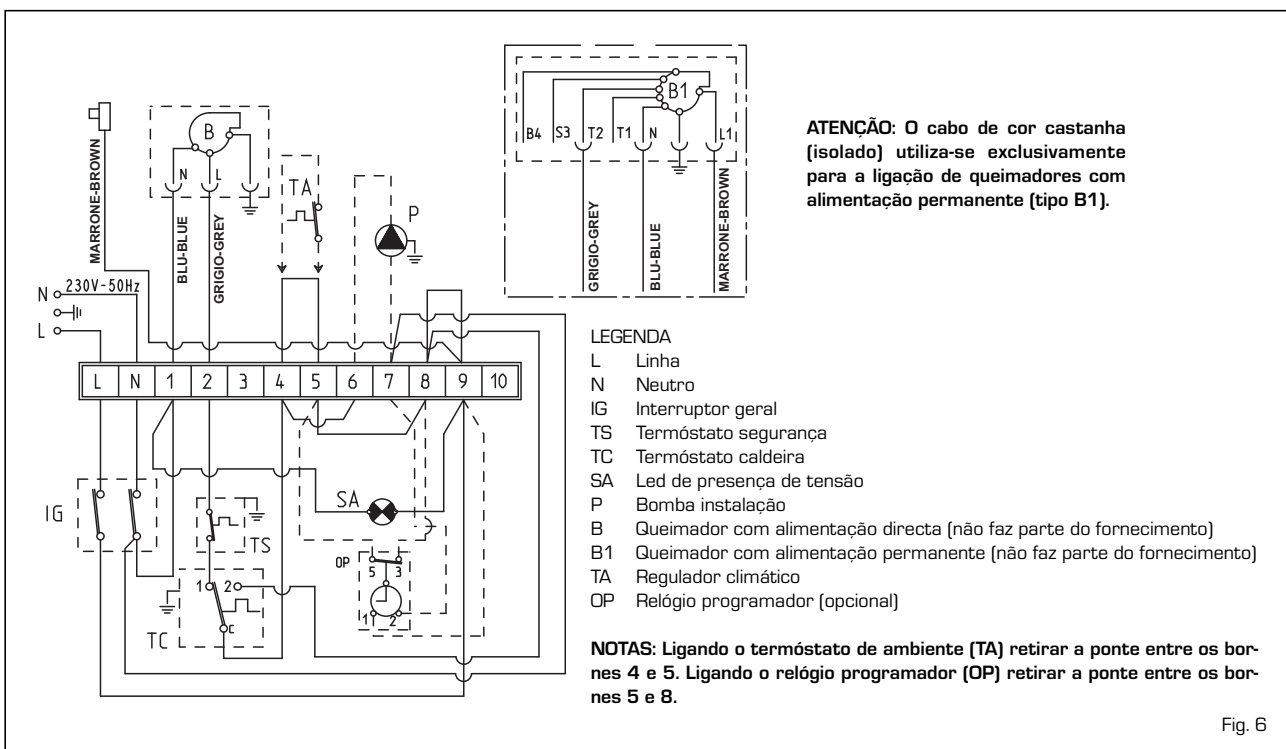 MARRONE-BROWN
B
N L
BLU-BLUE
GRIGIO-GREY
TA
P
N 230V-50Hz
L
L N 1 2 3 4 5 6 7 8 9 10
IG
TS
1 2
C
TC
SA
OP
5 3
1 2
B1
B4 S3 T2 T1 N L1
GRIGIO-GREY
BLU-BLUE
MARRONE-BROWN
ATENÇÃO: O cabo de cor castanha
(isolado) utiliza-se exclusivamente
para a ligação de queimadores com
alimentação permanente (tipo B1).
LEGENDA
L Linha
N Neutro
IG Interruptor geral
TS Termóstato segurança
TC Termóstato caldeira
SA Led de presença de tensão
P Bomba instalação
B Queimador com alimentação directa (não faz parte do fornecimento)
B1 Queimador com alimentação permanente (não faz parte do fornecimento)
TA Regulador climático
OP Relógio programador (opcional)
NOTAS: Ligando o termóstato de ambiente (TA) retirar a ponte entre os bor-
nes 4 e 5. Ligando o relógio programador (OP) retirar a ponte entre os bor-
nes 5 e 8.
Fig. 6